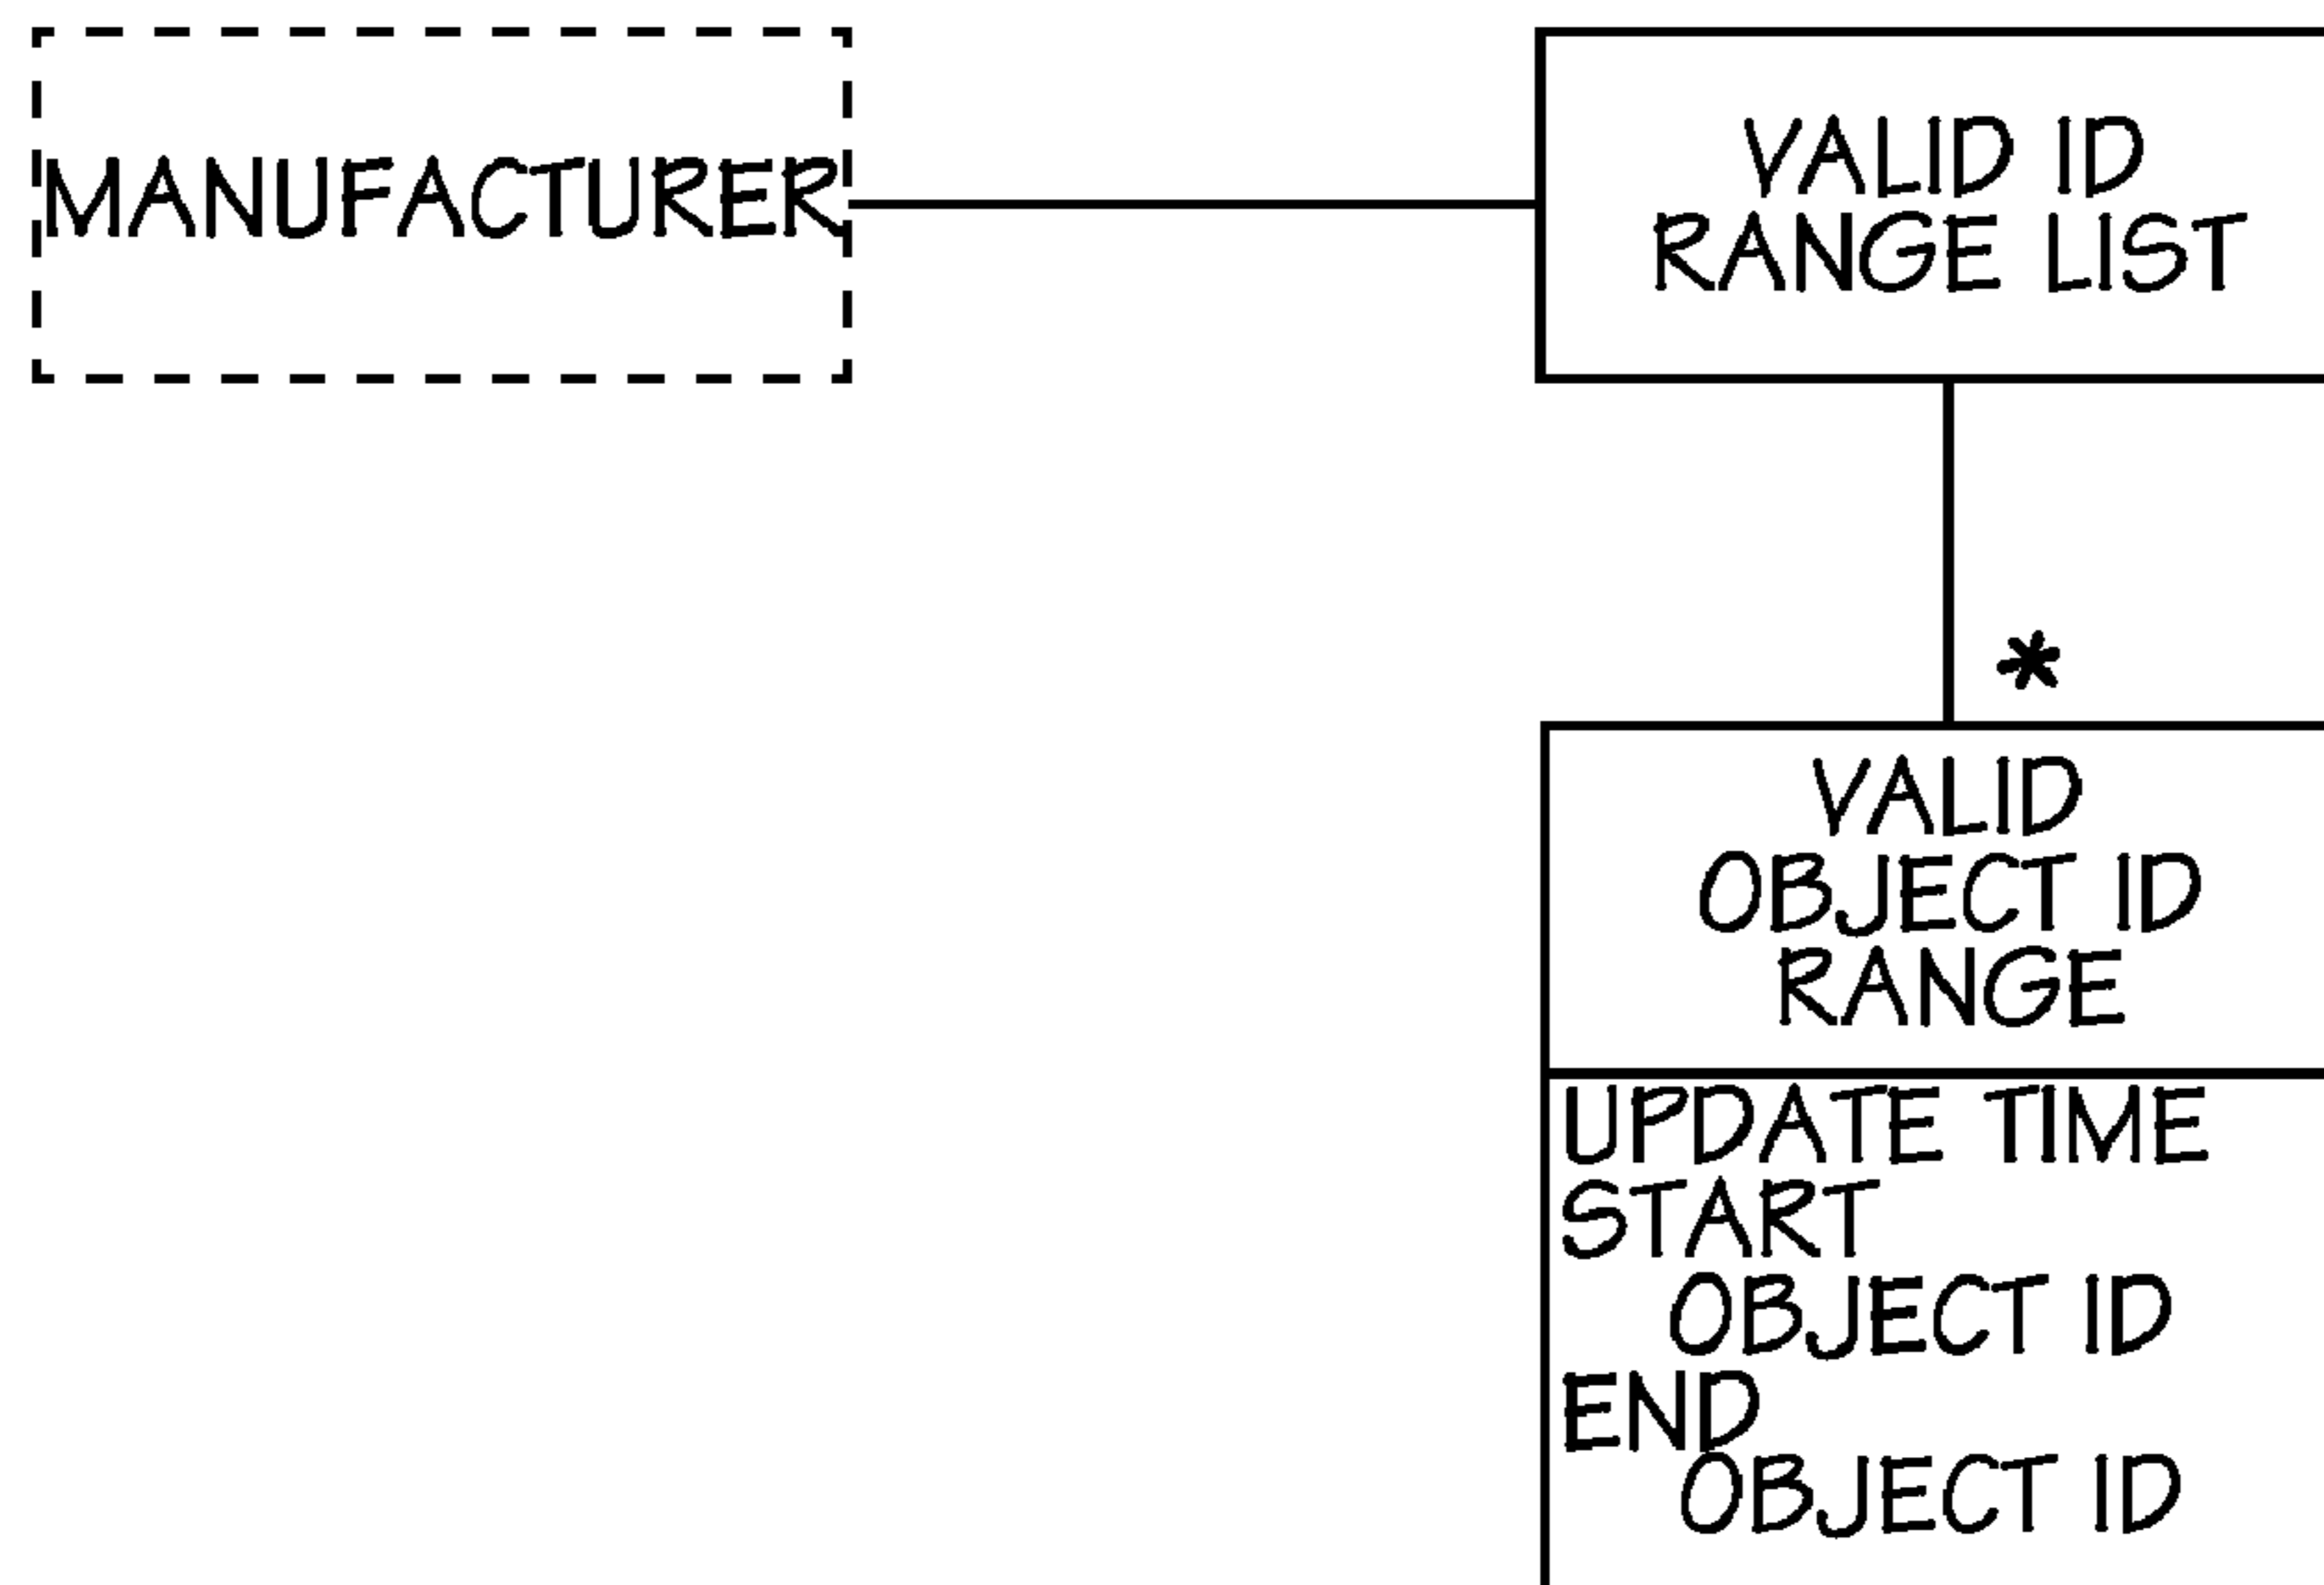 MANUFACTURER
VALID ID
RANGE LIST
*
VALID
OBJECT ID
RANGE
UPDATE TIME
START
OBJECT ID
END
OBJECT ID